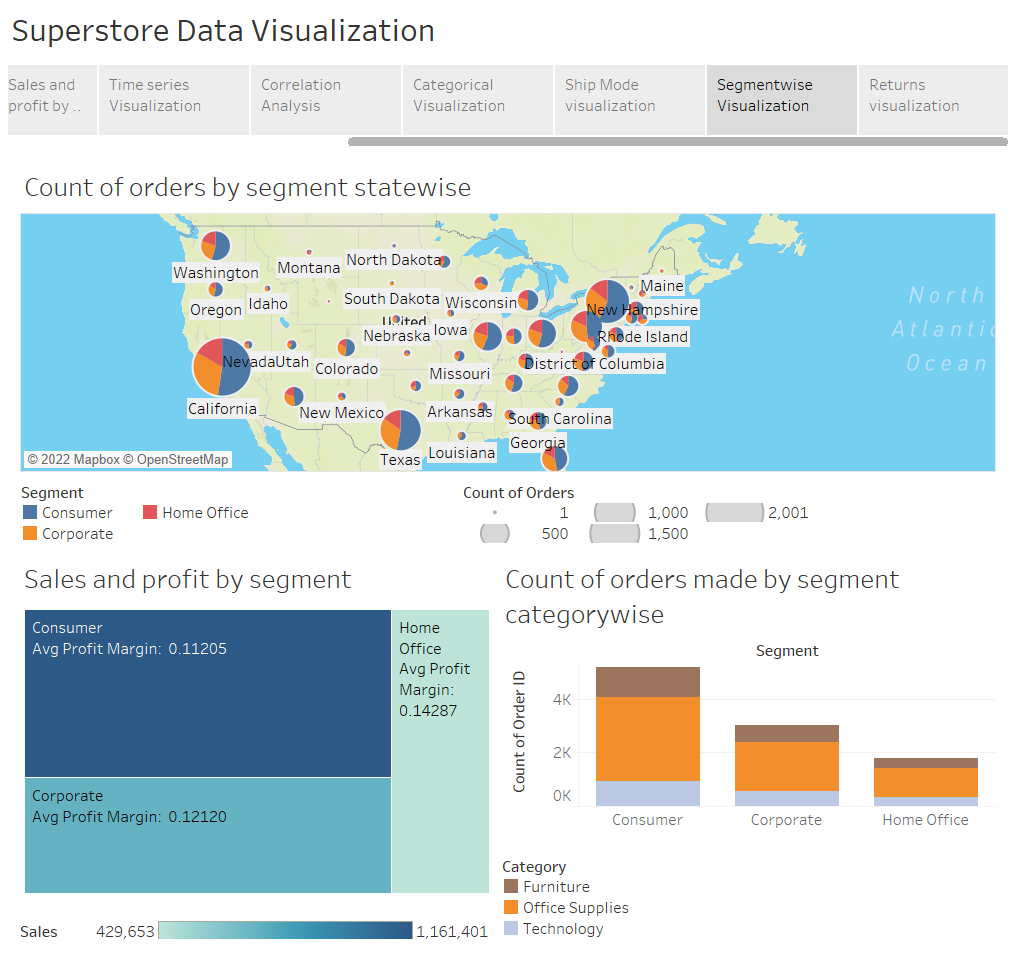 Superstore Data Visualization
Sales and
profit by ..
Time series
Visualization
Correlation
Analysis
Categorical
Visualization
Ship Mode
visualization
Segmentwise
Visualization
Returns
visualization
Count of orders by segment statewise
Washington
Montana
North Dakota
Maine
Oregon
Idaho
South Dakota
Wisconsin
New Hampshire
United
Nebraska
Iowa
Rhode Island
Nevada
Utah
Colorado
Missouri
District of Columbia
California
New Mexico
Arkansas
South Carolina
Texas
Louisiana
Georgia
North
Atlantic
Ocean
© 2022 Mapbox © OpenStreetMap
Segment
Consumer
Home Office
Corporate
Count of Orders
1
1,000
2,001
500
1,500
Sales and profit by segment
Consumer
Avg Profit Margin: 0.11205
Home
Office
Avg Profit
Margin:
0.14287
Corporate
Avg Profit Margin: 0.12120
Sales
429,653
1,161,401
Count of orders made by segment
categorywise
Segment
Count of Order ID
4K
2K
0K
Consumer
Corporate
Home Office
Category
Furniture
Office Supplies
Technology